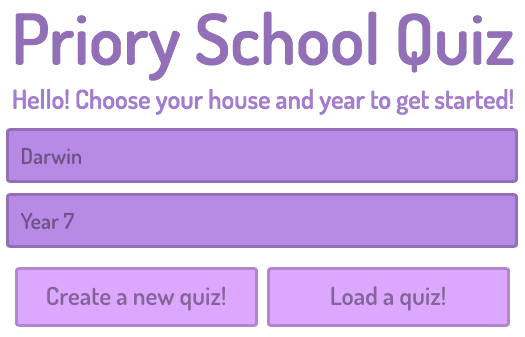 Priory School Quiz
Hello! Choose your house and year to get started!
Darwin
Year 7
Create a new quiz!
Load a quiz!